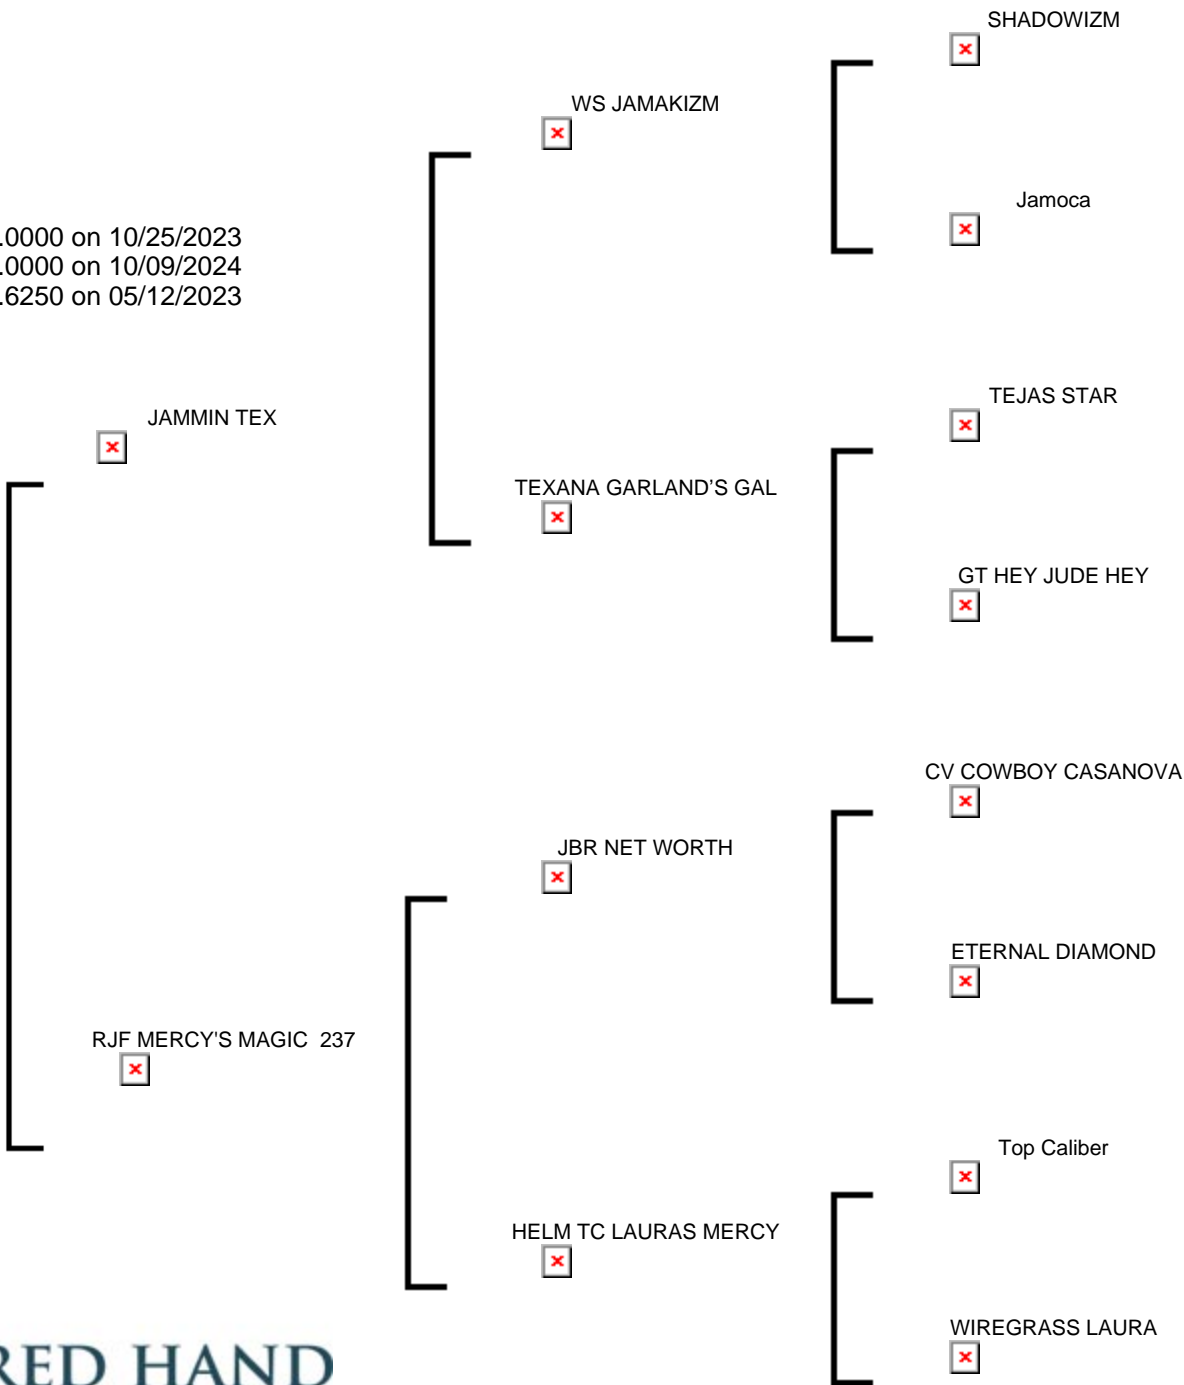 SHADOWIZM
WS JAMAKIZM
Jamoca
.0000 on 10/25/2023
.0000 on 10/09/2024
.6250 on 05/12/2023
TEJAS STAR
JAMMIN TEX
TEXANA GARLAND'S GAL
GT HEY JUDE HEY
CV COWBOY CASANOVA
JBR NET WORTH
ETERNAL DIAMOND
RJF MERCY'S MAGIC  237
Top Caliber
HELM TC LAURAS MERCY
WIREGRASS LAURA
RED HAND